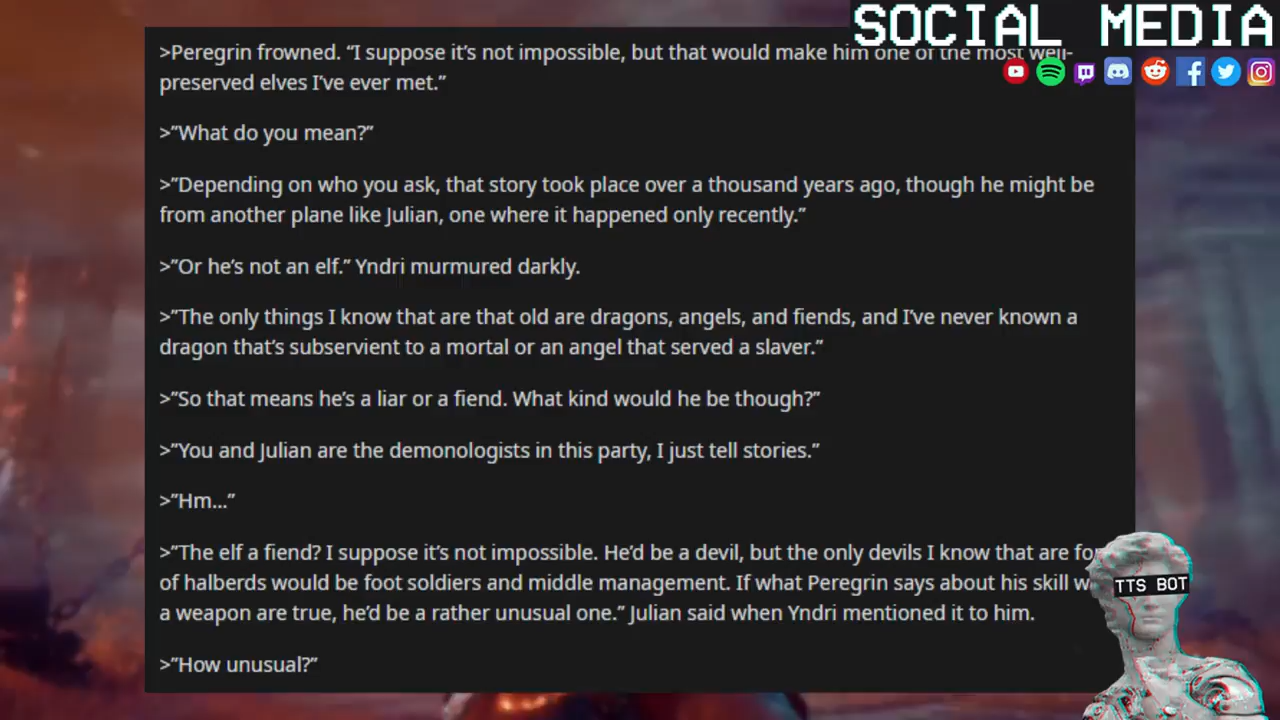 SOCIAL MEDIA
>Peregrin frowned. “I suppose it’s not impossible, but that would make him one of the most well-
preserved elves I’ve ever met.”
>”What do you mean?”
>”Depending on who you ask, that story took place over a thousand years ago, though he might be
from another plane like Julian, one where it happened only recently.”
>”Or he’s not an elf.” Yndri murmured darkly.
>”The only things I know that are that old are dragons, angels, and fiends, and I’ve never known a
dragon that’s subservient to a mortal or an angel that served a slaver.”
>”So that means he’s a liar or a fiend. What kind would he be though?”
>”You and Julian are the demonologists in this party, I just tell stories.”
>”Hm...”
>”The elf a fiend? I suppose it’s not impossible. He’d be a devil, but the only devils I know that are
of halberds would be foot soldiers and middle management. If what Peregrin says about his skill
a weapon are true, he’d be a rather unusual one.” Julian said when Yndri mentioned it to him.
>”How unusual?”
TTS BOT